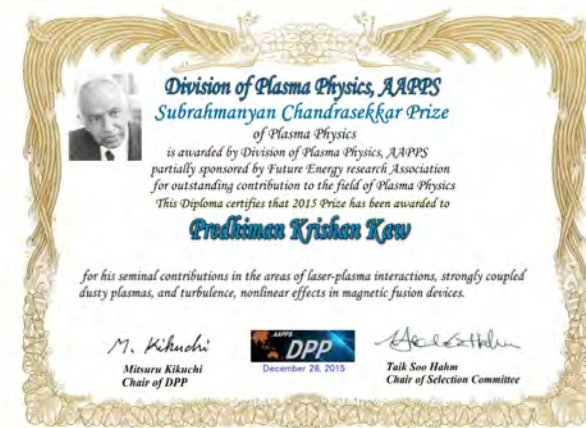 Division of Plasma Physics, AAPPS
Subrahmanyan Chandrasekkar Prize
of Plasma Physics
is awarded by Division of Plasma Physics, AAPPS
partially sponsored by Future Energy research Association
for outstanding contribution to the field of Plasma Physics
This Diploma certifies that 2015 Prize has been awarded to
Predhiman Krishan Kaw
for his seminal contributions in the areas of laser-plasma interactions, strongly coupled
dusty plasmas, and turbulence, nonlinear effects in magnetic fusion devices.
M. Kikuchi
AAPPS
DPP
December 28, 2015
Mitsuru Kikuchi
Chair of DPP
Taik Soo Hahm
Chair of Selection Committee